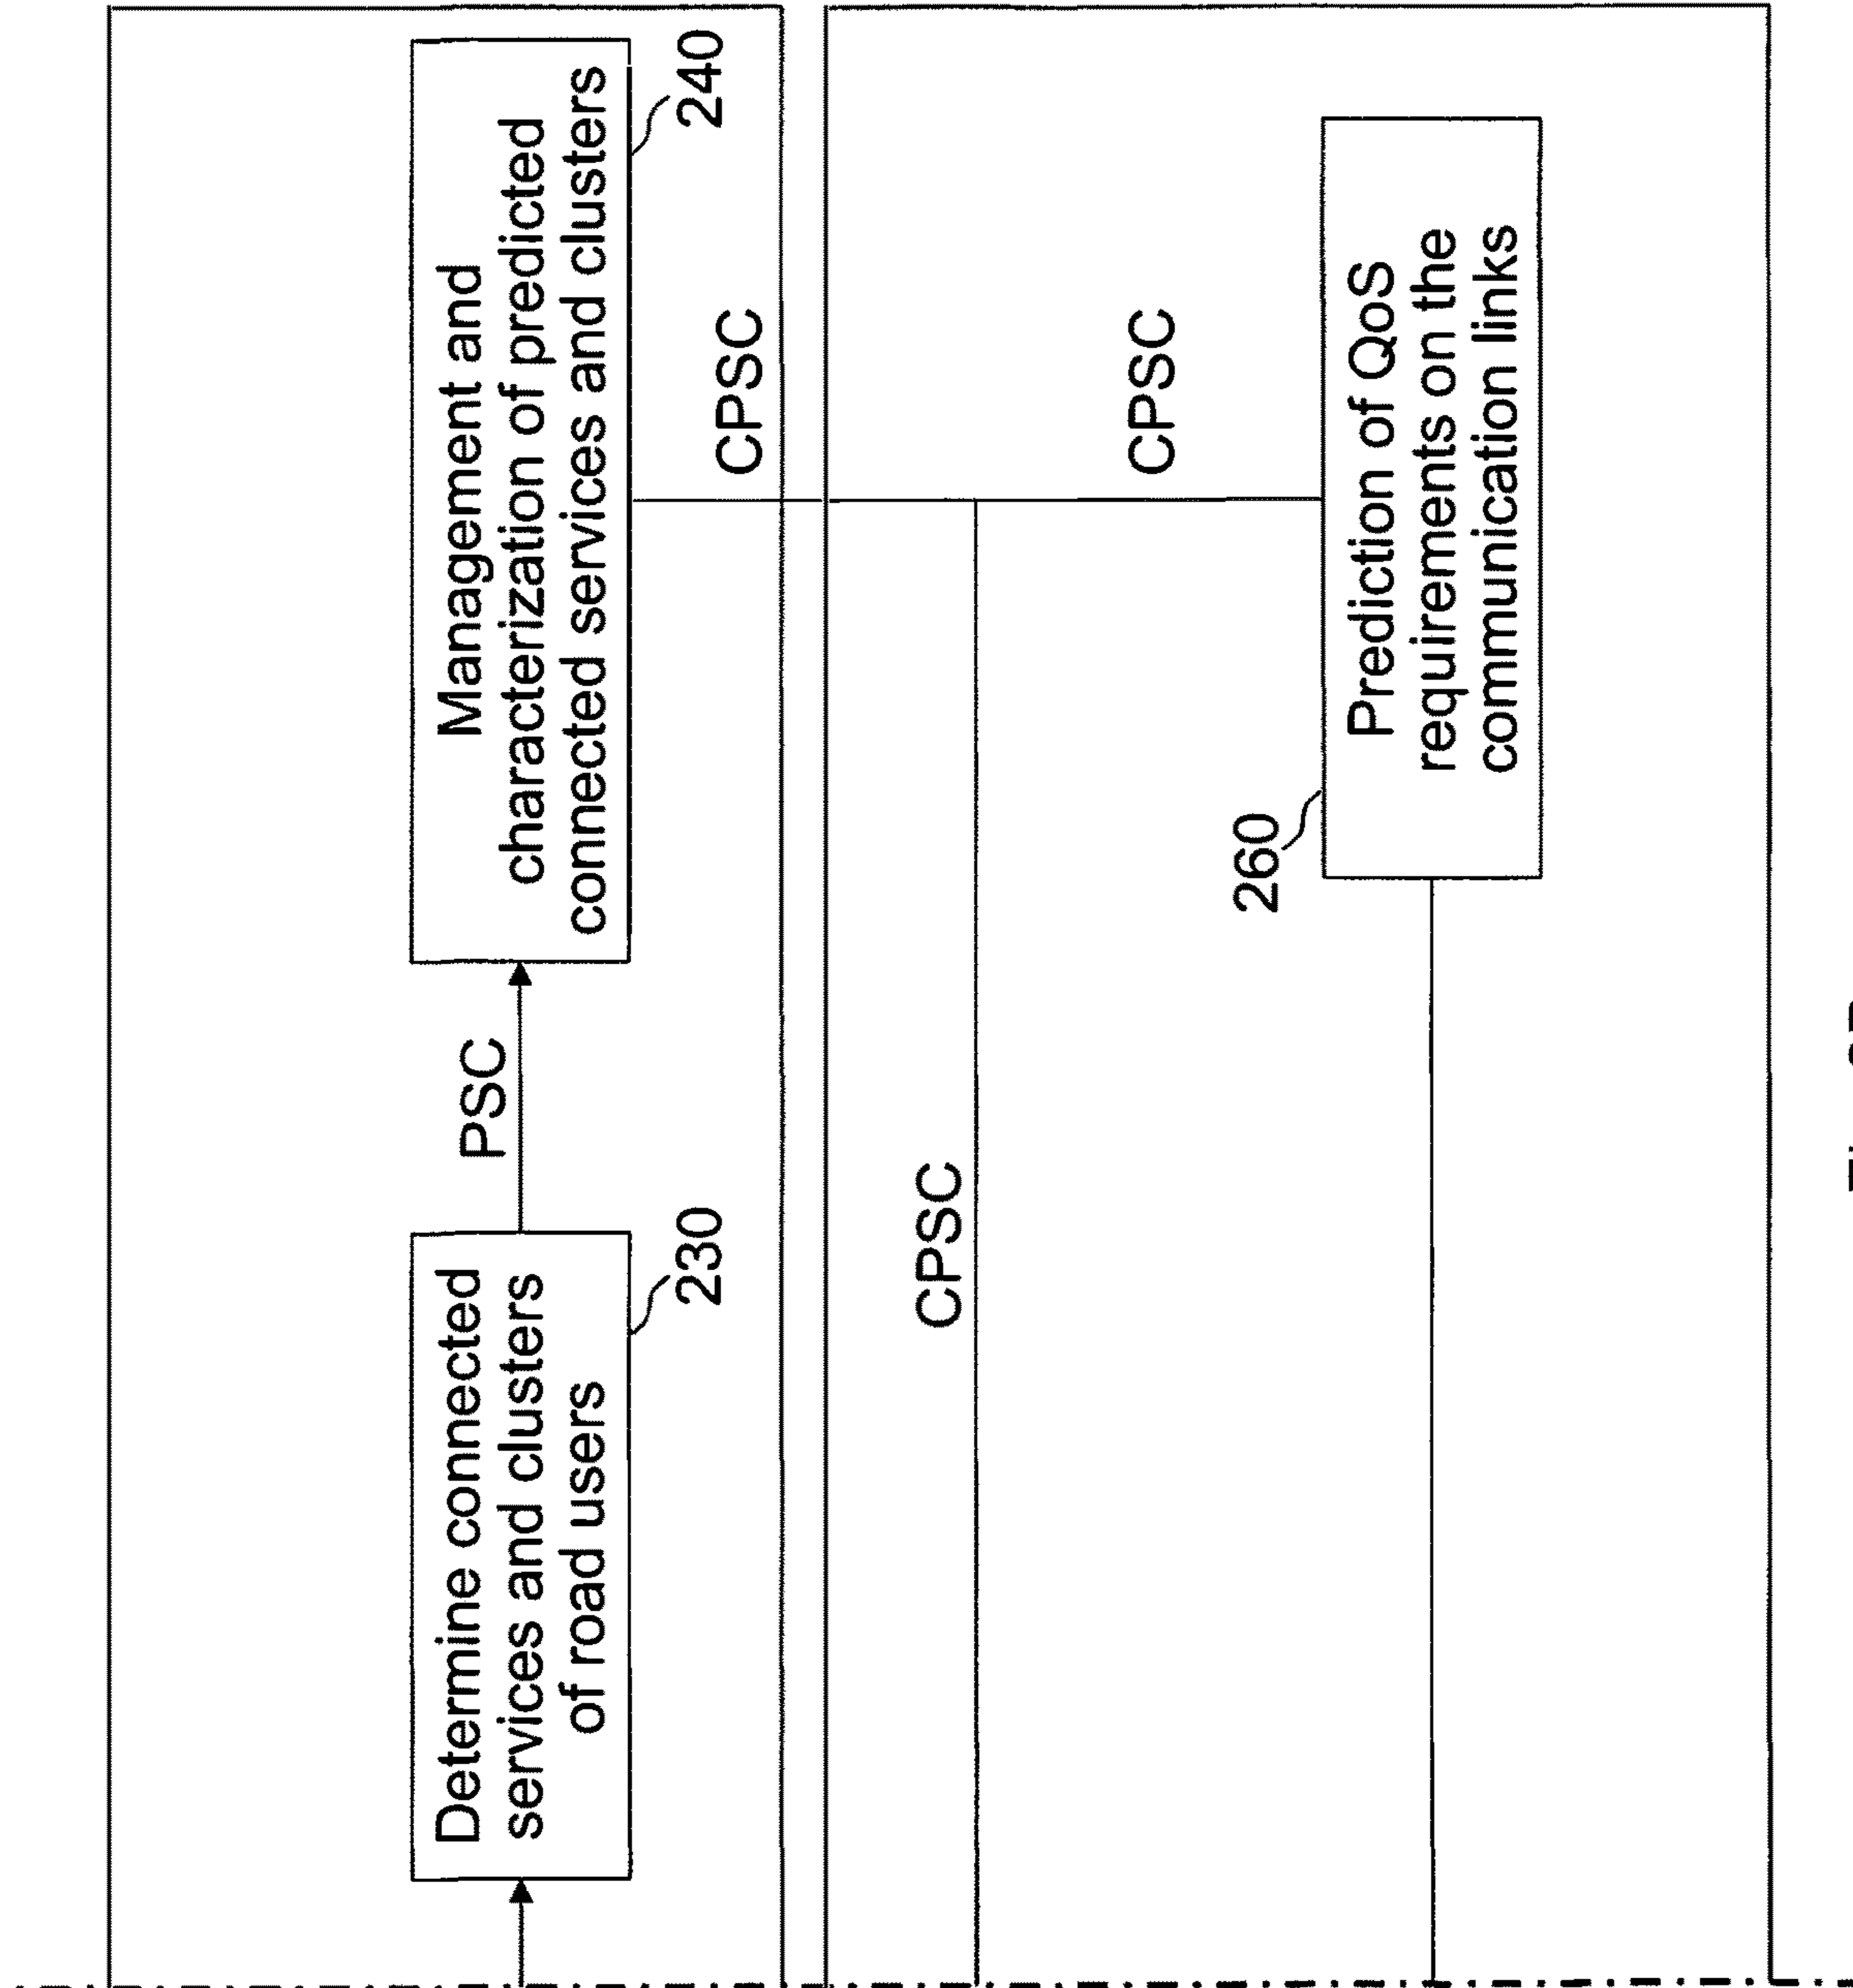 Determine connected
services and clusters
of road users
230
PSC
Management and
characterization of predicted
connected services and clusters
240
CPSC
CPSC
CPSC
260
Prediction of QoS
requirements on the
communication links